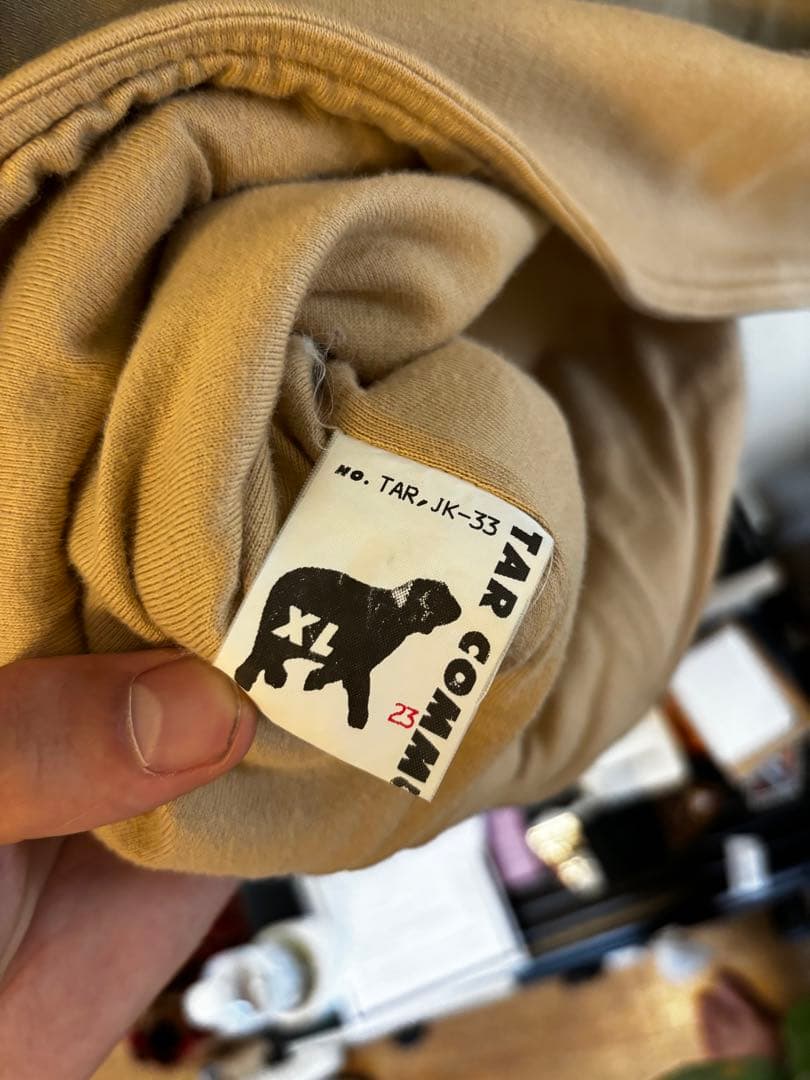 NO. TAR,JK-33
XL
23
TAR COMM